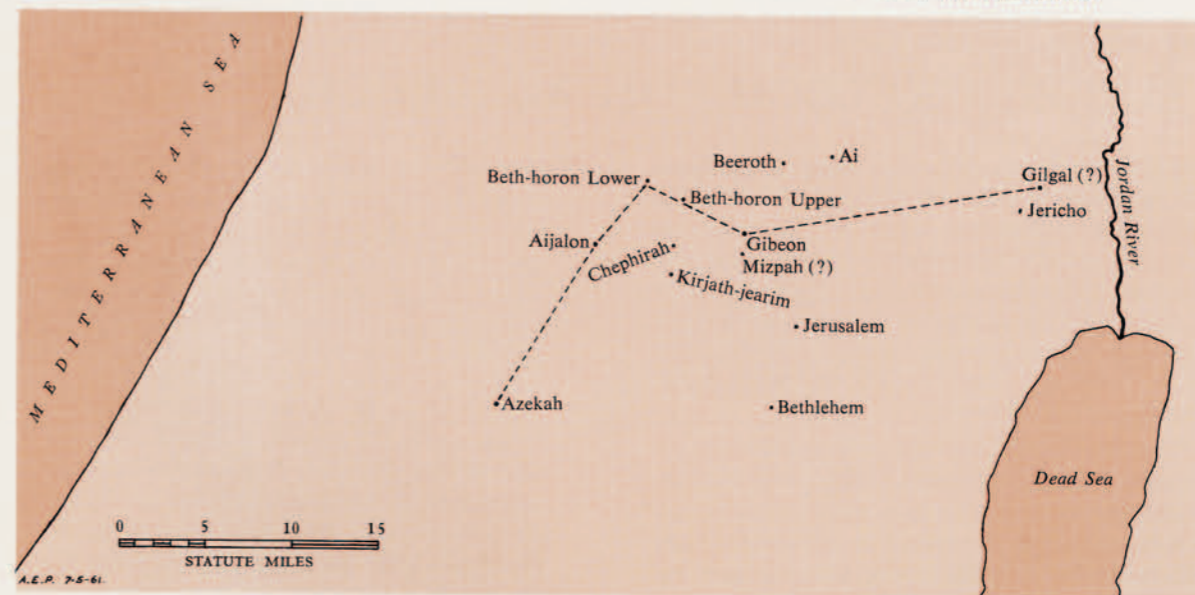 MEDITERRANEAN SEA
Beeroth
Ai
Beth-horon Lower
Gilgal (?)
Beth-horon Upper
Jericho
Jordan River
Aijalon
Gibeon
Chephirah
Mizpah (?)
Kirjath-jearim
Jerusalem
Azekah
Bethlehem
Dead Sea
0 5 10 15
STATUTE MILES
A.E.P. 7-5-61.